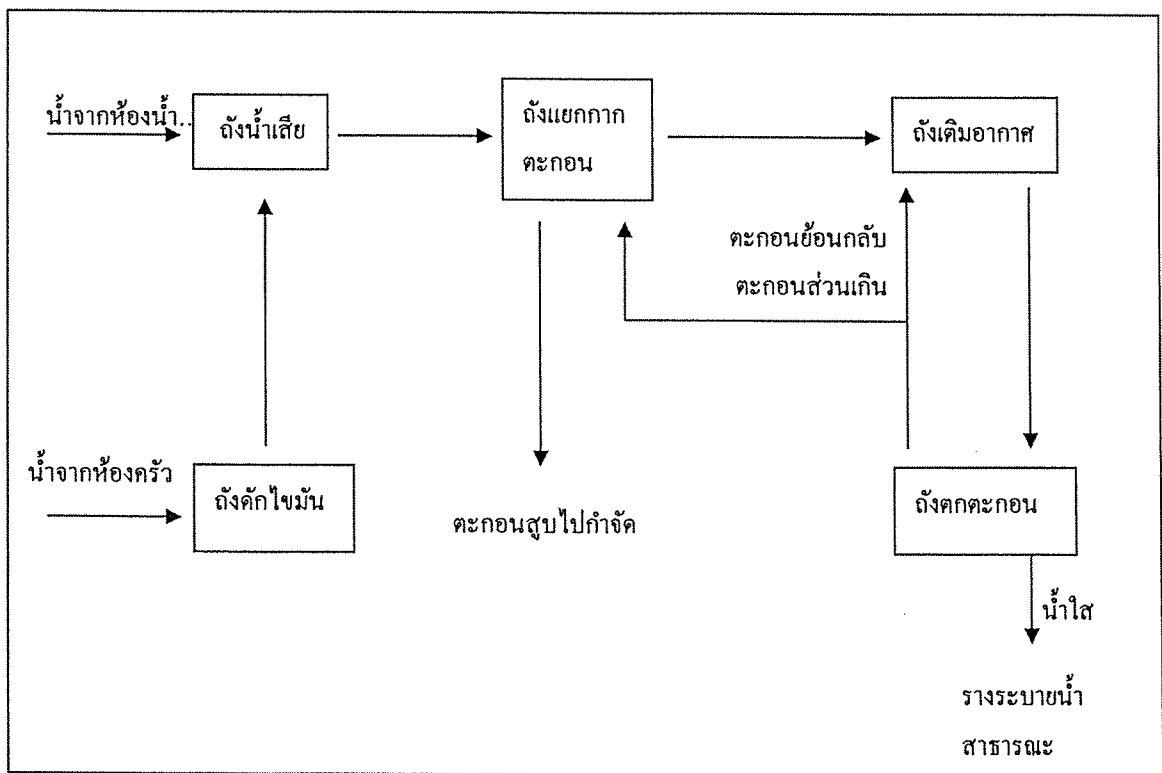 น้ำจากห้องน้ำ..
ถังน้ำเสีย
ถังแยกกาก
ตะกอน
ถังเติมอากาศ
ตะกอนย้อนกลับ
ตะกอนส่วนเกิน
น้ำจากห้องครัว
ถังดักไขมัน
ตะกอนสูบไปกำจัด
ถังตกตะกอน
น้ำใส
รางระบายน้ำ
สาธารณะ